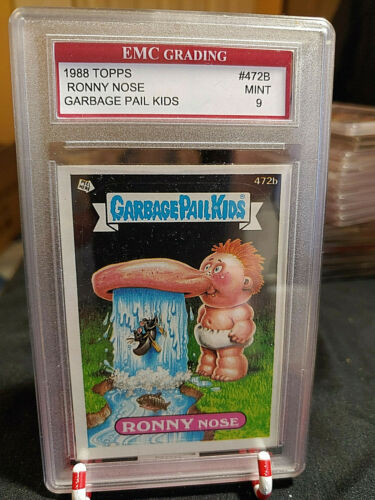 EMC GRADING
1988 TOPPS #472B
RONNY NOSE MINT
GARBAGE PAIL KIDS 9
472b
GARBAGE PAIL KIDS
RONNY NOSE